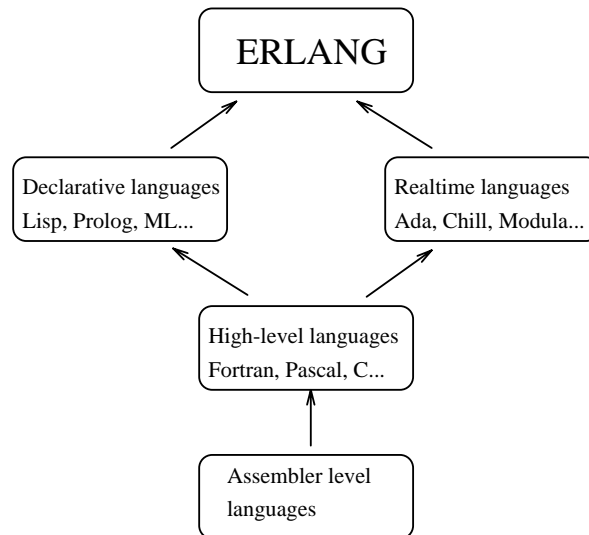 ERLANG
Declarative languages
Lisp, Prolog, ML...
Realtime languages
Ada, Chill, Modula...
High-level languages
Fortran, Pascal, C...
Assembler level
languages